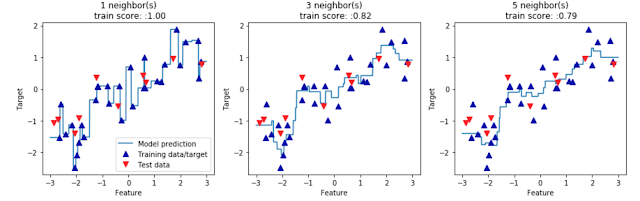 1 neighbor(s)
train score: :1.00
2
1
0
−1
−2
Target
−3
−2
−1
0
1
2
3
Feature
Model prediction
Training data/target
Test data
3 neighbor(s)
train score: :0.82
2
1
0
−1
−2
Target
−3
−2
−1
0
1
2
3
Feature
5 neighbor(s)
train score: :0.79
2
1
0
−1
−2
Target
−3
−2
−1
0
1
2
3
Feature